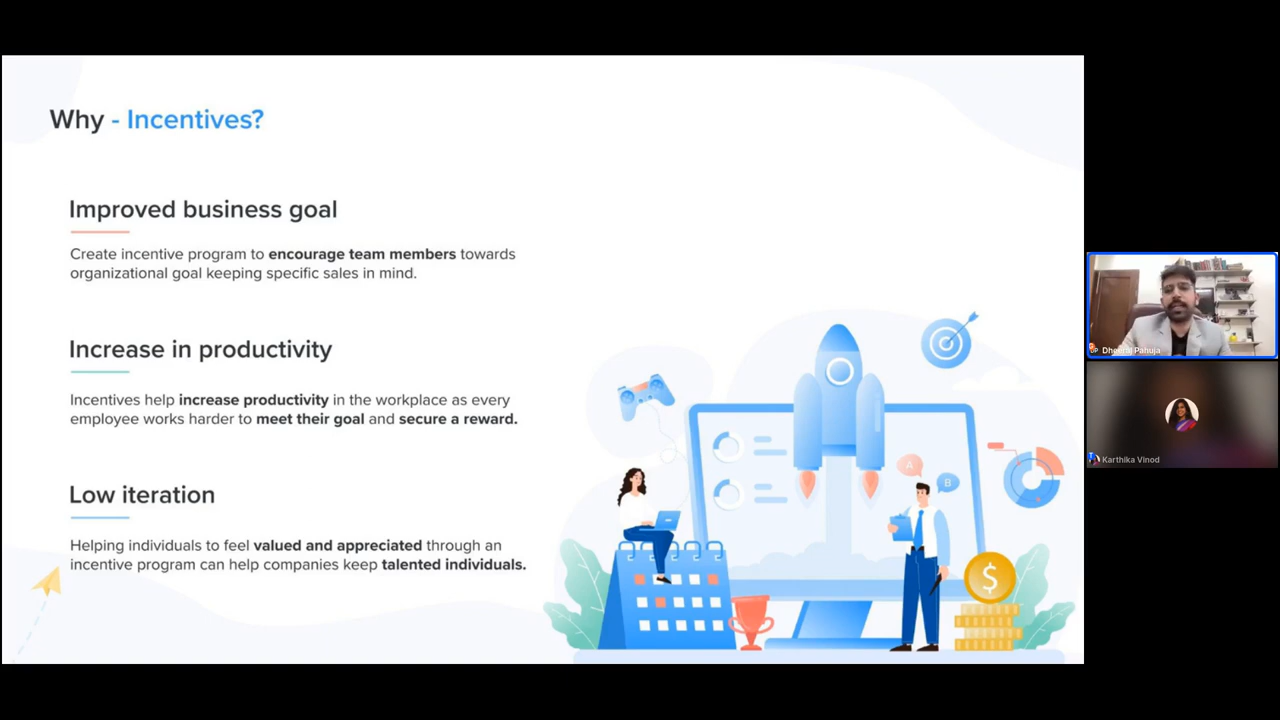 Why - Incentives?
Improved business goal
Create incentive program to encourage team members towards
organizational goal keeping specific sales in mind.
Increase in productivity
Incentives help increase productivity in the workplace as every
employee works harder to meet their goal and secure a reward.
Low iteration
Helping individuals to feel valued and appreciated through an
incentive program can help companies keep talented individuals.
A
B
$
Dheeraj Pahuja
Karthika Vinod